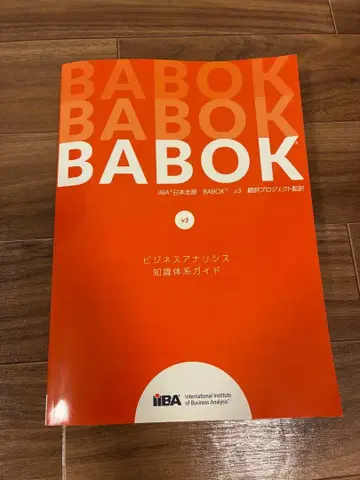 BABOK
BABOK
BABOK®
IIBA®日本支部 BABOK® v3 翻訳プロジェクト監訳
v3
ビジネスアナリシス
知識体系ガイド
IIBA
International Institute
of Business Analysis™